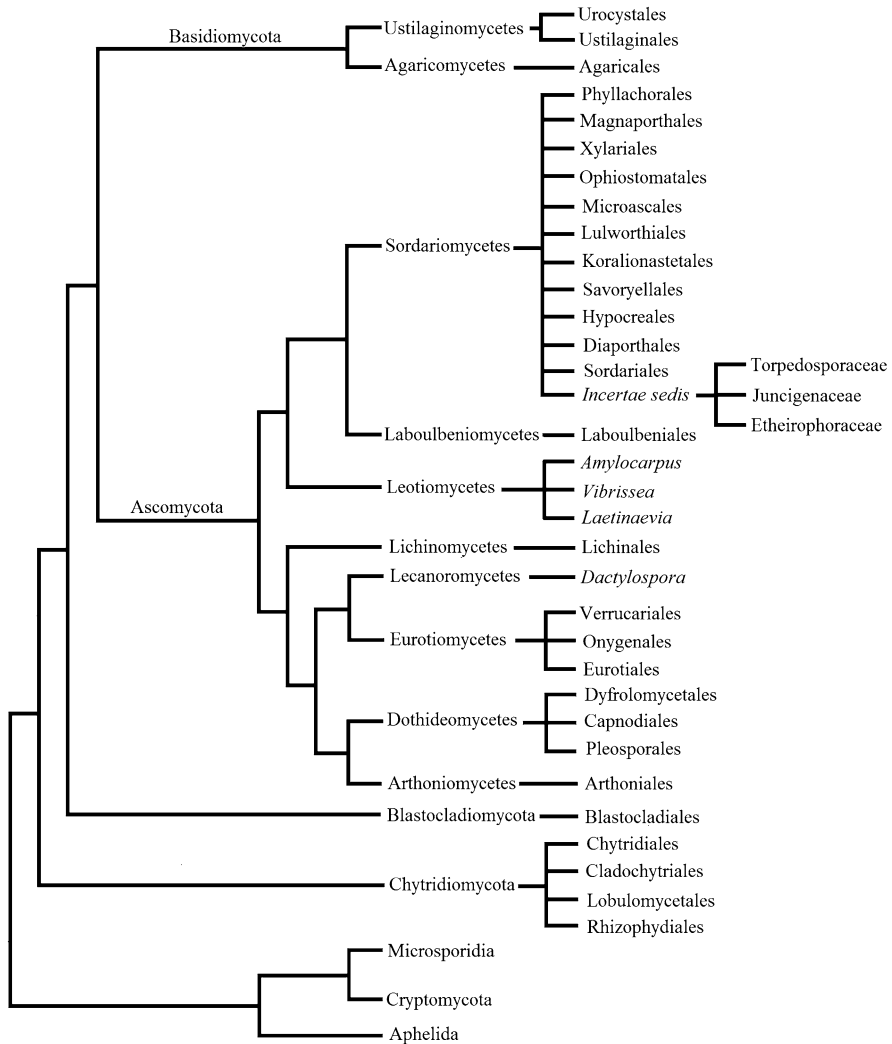 Basidiomycota
Ustilaginomycetes
Urocystales
Ustilaginales
Agaricomycetes
Agaricales
Phyllachorales
Magnaporthales
Xylariales
Ophiostomatales
Microascales
Lulworthiales
Sordariomycetes
Koralionastetales
Savoryellales
Hypocreales
Diaporthales
Sordariales
Incertae sedis
Torpedosporaceae
Juncigenaceae
Etheirophoraceae
Laboulbeniomycetes
Laboulbeniales
Ascomycota
Leotiomycetes
Amylocarpus
Vibrissea
Laetinaevia
Lichinomycetes
Lichinales
Lecanoromycetes
Dactylospora
Eurotiomycetes
Verrucariales
Onygenales
Eurotiales
Dothideomycetes
Dyfrolomycetales
Capnodiales
Pleosporales
Arthoniomycetes
Arthoniales
Blastocladiomycota
Blastocladiales
Chytridiomycota
Chytridiales
Cladochytriales
Lobulomycetales
Rhizophydiales
Microsporidia
Cryptomycota
Aphelida